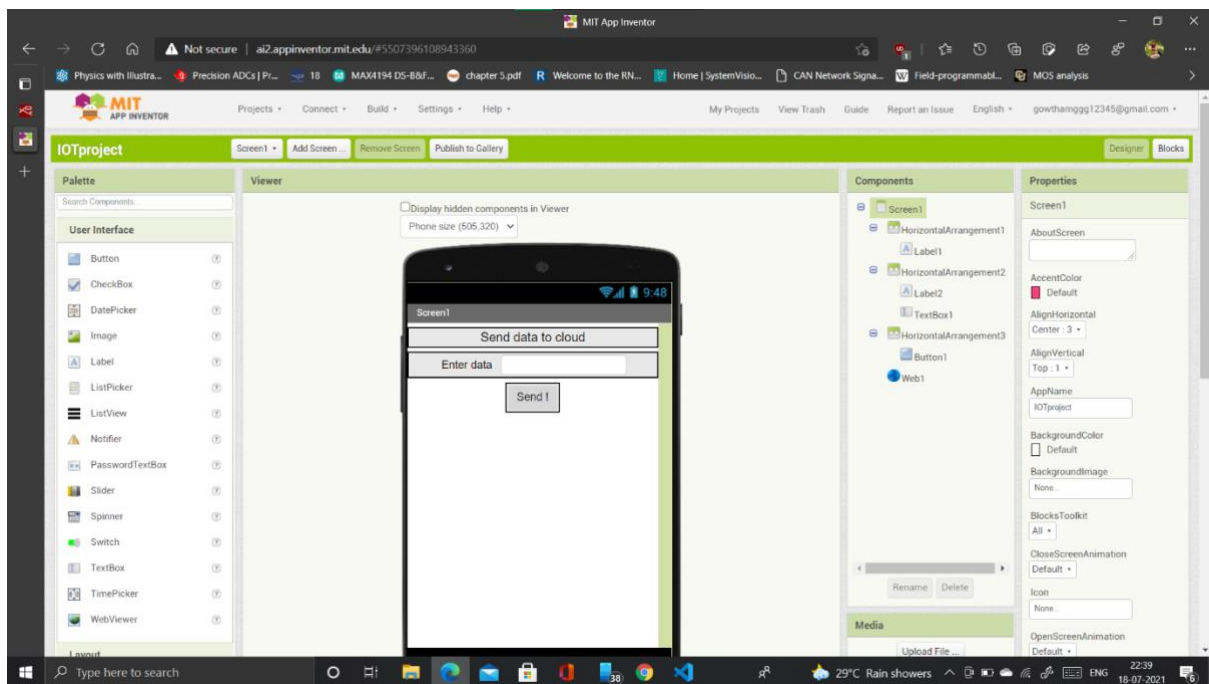 MIT App Inventor
Not secure | ai2.appinventor.mit.edu/#5507396108943360
Physics with Illustra... Precision ADCs | Pr... 18 MAX4194 DS-B&F... chapter 5.pdf Welcome to the RN... Home | SystemVisio... CAN Network Signa... Field-programmabl... MOS analysis
MIT
APP INVENTOR
Projects Connect Build Settings Help My Projects View Trash Guide Report an Issue English gowthamggg12345@gmail.com
IOTproject Screen1 Add Screen ... Remove Screen Publish to Gallery Designer Blocks
Palette
Search Components...
User Interface
Button
CheckBox
DatePicker
Image
Label
ListPicker
ListView
Notifier
PasswordTextBox
Slider
Spinner
Switch
TextBox
TimePicker
WebViewer
Layout
Viewer
Display hidden components in Viewer
Phone size (505,320)
9:48
Screen1
Send data to cloud
Enter data
Send !
Components
Screen1
HorizontalArrangement1
Label1
HorizontalArrangement2
Label2
TextBox1
HorizontalArrangement3
Button1
Web1
Rename Delete
Media
Upload File ...
Properties
Screen1
AboutScreen
AccentColor
Default
AlignHorizontal
Center : 3
AlignVertical
Top : 1
AppName
IOTproject
BackgroundColor
Default
BackgroundImage
None...
BlocksToolkit
All
CloseScreenAnimation
Default
Icon
None...
OpenScreenAnimation
Default
Type here to search
38
29°C Rain showers ENG 22:39
18-07-2021
6